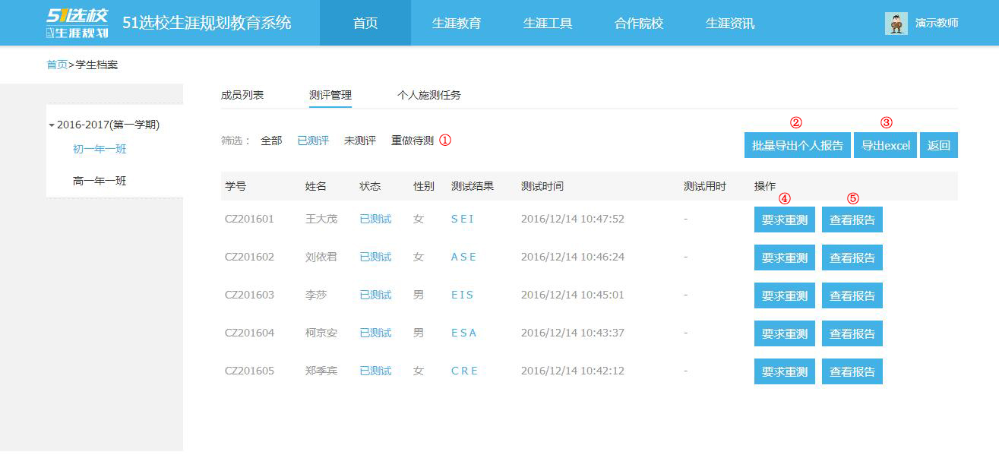 51选校
生涯规划
51选校生涯规划教育系统
首页 生涯教育 生涯工具 合作院校 生涯资讯
演示教师
首页>学生档案
2016-2017(第一学期)
初一年一班
高一年一班
成员列表 测评管理 个人施测任务
筛选： 全部 已测评 未测评 重做待测 ①
② ③
批量导出个人报告 导出excel 返回
学号 姓名 状态 性别 测试结果 测试时间 测试用时 操作
④ ⑤
CZ201601 王大茂 已测试 女 S E I 2016/12/14 10:47:52 - 要求重测 查看报告
CZ201602 刘依君 已测试 女 A S E 2016/12/14 10:46:24 - 要求重测 查看报告
CZ201603 李莎 已测试 男 E I S 2016/12/14 10:45:01 - 要求重测 查看报告
CZ201604 柯京安 已测试 男 E S A 2016/12/14 10:43:37 - 要求重测 查看报告
CZ201605 郑季宾 已测试 女 C R E 2016/12/14 10:42:12 - 要求重测 查看报告